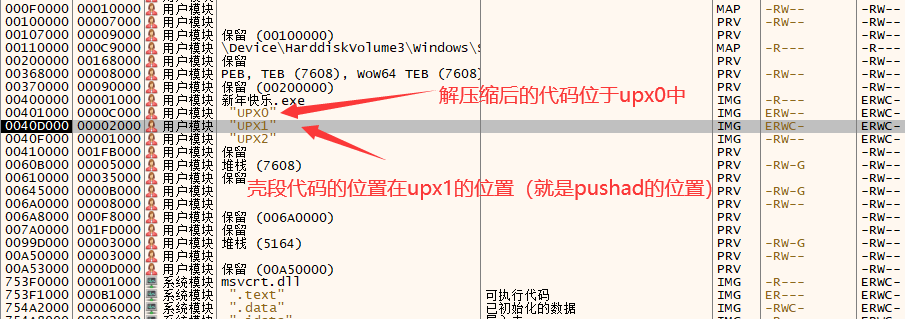 000F0000 00010000 用户模块 MAP -RW-- -RW--
00100000 00007000 用户模块 PRV -RW-- -RW--
00107000 00009000 用户模块 保留 (00100000) PRV -RW--
00110000 000C9000 用户模块 \Device\HarddiskVolume3\Windows\S MAP -R--- -R---
00200000 00168000 用户模块 保留 PRV -RW--
00368000 00008000 用户模块 PEB, TEB (7608), WoW64 TEB (7608) PRV -RW-- -RW--
00370000 00090000 用户模块 保留 (00200000) PRV -RW--
00400000 00001000 用户模块 新年快乐.exe IMG -R--- ERWC-
解压缩后的代码位于upx0中
00401000 0000C000 用户模块 "UPX0" IMG ERW-- ERWC-
0040D000 00002000 用户模块 "UPX1" IMG ERWC- ERWC-
0040F000 00001000 用户模块 "UPX2" IMG -RW-- ERWC-
00410000 001FB000 用户模块 保留 PRV -RW--
0060B000 00005000 用户模块 堆栈 (7608) PRV -RW-G -RW--
00610000 00035000 用户模块 保留 PRV -RW--
壳段代码的位置在upx1的位置（就是pushad的位置）
00645000 0000B000 用户模块 PRV -RW-G -RW--
006A0000 00008000 用户模块 PRV -RW-- -RW--
006A8000 000F8000 用户模块 保留 (006A0000) PRV -RW--
007A0000 001FD000 用户模块 保留 PRV -RW--
0099D000 00003000 用户模块 堆栈 (5164) PRV -RW-G -RW--
00A50000 00003000 用户模块 PRV -RW-- -RW--
00A53000 0000D000 用户模块 保留 (00A50000) PRV -RW--
753F0000 00001000 系统模块 msvcrt.dll IMG -R--- ERWC-
753F1000 000B1000 系统模块 ".text" 可执行代码 IMG ER--- ERWC-
754A2000 00006000 系统模块 ".data" 已初始化的数据 IMG -RWC- ERWC-